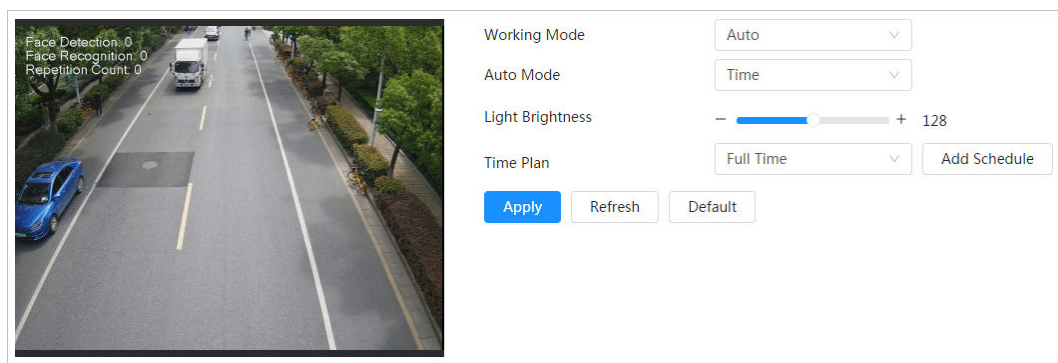 Face Detection: 0
Face Recognition: 0
Repetition Count: 0
Working Mode Auto
Auto Mode Time
Light Brightness − + 128
Time Plan Full Time Add Schedule
Apply Refresh Default